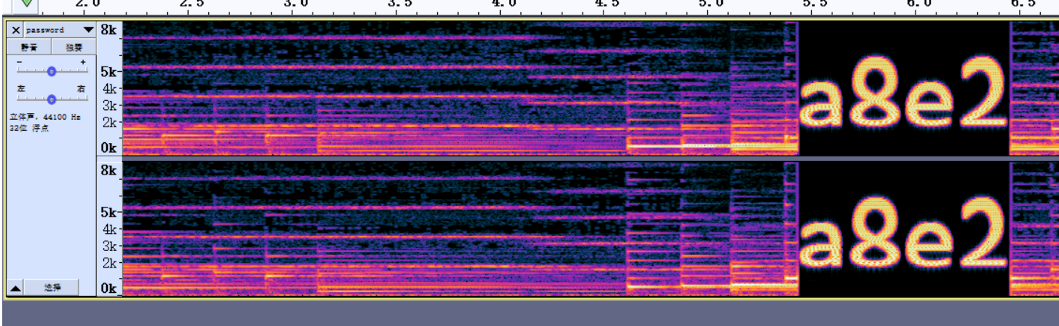 2.0 2.5 3.0 3.5 4.0 4.5 5.0 5.5 6.0 6.5
× password
静音 独奏
- +
左 右
立体声, 44100 Hz
32位 浮点
选择
8k
5k
4k
3k
2k
0k
a8e2
8k
5k
4k
3k
2k
0k
a8e2